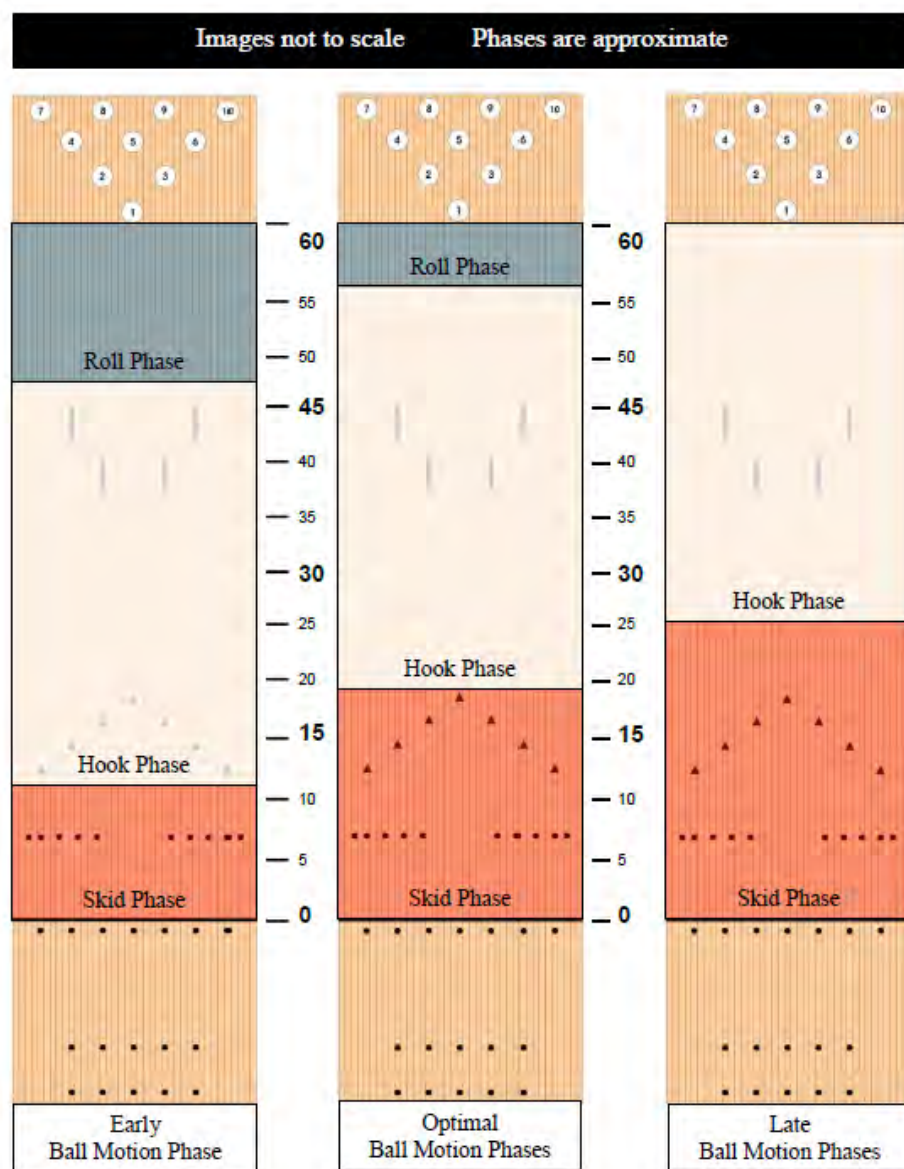 Images not to scale Phases are approximate
7 8 9 10
4 5 6
2 3
1
Roll Phase
Hook Phase
Skid Phase
Early
Ball Motion Phase
60
55
50
45
40
35
30
25
20
15
10
5
0
7 8 9 10
4 5 6
2 3
1
Roll Phase
Hook Phase
Skid Phase
Optimal
Ball Motion Phases
60
55
50
45
40
35
30
25
20
15
10
5
0
7 8 9 10
4 5 6
2 3
1
Hook Phase
Skid Phase
Late
Ball Motion Phases